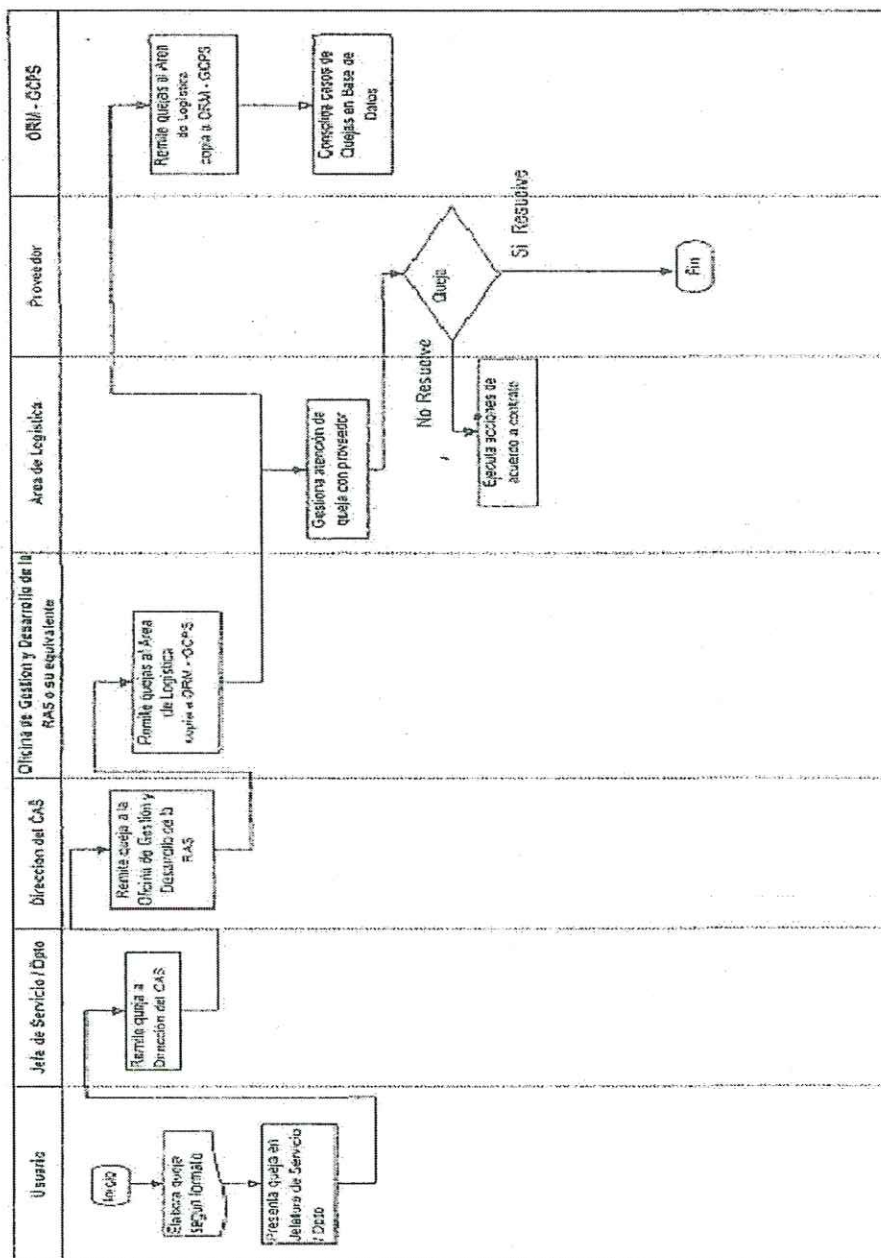 Usuario
Jefe de Servicio / Dpto
Direccion del CAS
Oficina de Gestion y Desarrollo de la
RAS o su equivalente
Area de Logística
Proveedor
ORM - GCPS
Inicio
Elabora queja
según formato
Presenta queja en
Jefatura de Servicio
/ Dpto
Remite queja a
Dirección del CAS
Remite queja a la
Oficina de Gestión y
Desarrollo de la
RAS
Remite quejas al Area
de Logística
copia a ORM - GCPS
Gestiona atención de
queja con proveedor
Queja
No Resuelve
Ejecuta acciones de
acuerdo a contrato
Si Resuelve
Fin
Remite quejas al Area
de Logística
copia a ORM - GCPS
Consolida casos de
Quejas en Base de
Datos